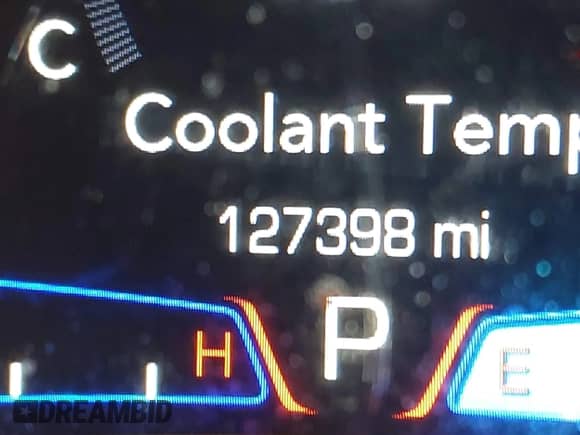 C
Coolant Temp
127398 mi
H P E
DREAMBID